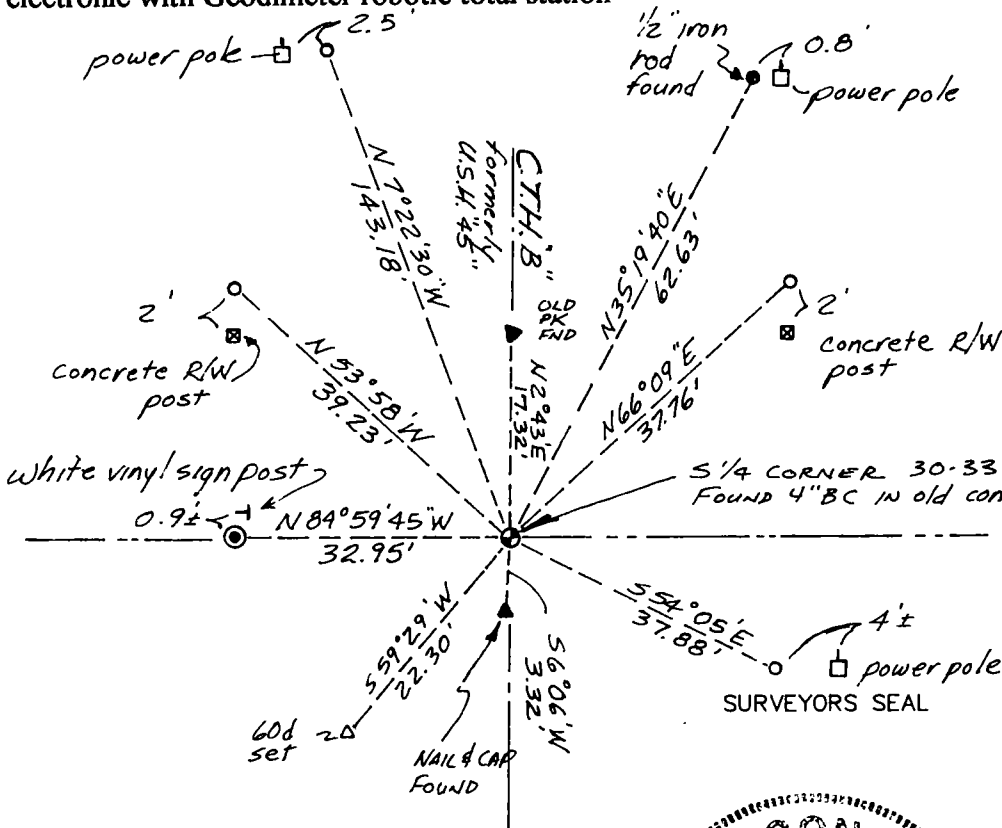 electronic with Geodimeter robotic total station
power pole
2.5'
1/2" iron
rod
found
0.8'
power pole
N 7°22'30"W
143.18'
C.T.H. "B"
formerly
U.S.H. "45"
N35°19'40"E
62.63'
2'
concrete R/W
post
N 53°58'W
39.23'
OLD
PK
FND
N2°43'E
17.32'
N66°09"E
37.76'
2'
concrete R/W
post
white vinyl sign post
0.9'±
N 84°59'45"W
32.95'
S 1/4 CORNER 30-33
FOUND 4"BC IN old con
S59°29'W
22.30'
60d
set
NAIL & CAP
FOUND
S6°06'W
3.32'
S54°05'E
37.88'
4'±
power pole
SURVEYORS SEAL